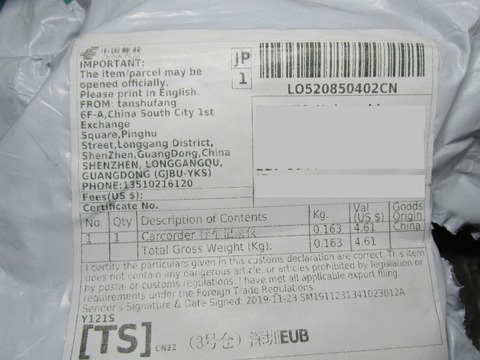 中国邮政
IMPORTANT:
The item/parcel may be
opened officially.
Please print in English.
JP
1
LO520850402CN
FROM: tanshufang
6F-A,China South City 1st
Exchange
Square,Pinghu
Street,Longgang District,
ShenZhen,GuangDong,China
SHENZHEN, LONGGANGQU,
GUANGDONG (GJBU-YKS)
PHONE:13510216120
Fees(US $):
Certificate No.
No Qty Description of Contents Kg. Val (US $) Goods Origin
1 1 Carcorder 行车记录仪 0.163 4.61 China
Total Gross Weight (Kg): 0.163 4.61
I certify the particulars given in this customs declaration are correct. This item
does not contain any dangerous article, or articles prohibited by legislation or
by postal or customs regulations. I have met all applicable export filing
requirements under the Foreign Trade Regulations.
Sender's Signature & Date Signed: 2019-11-23 SM1911231341023012A
Y121S
[TS] CN22 (3号仓) 深圳EUB